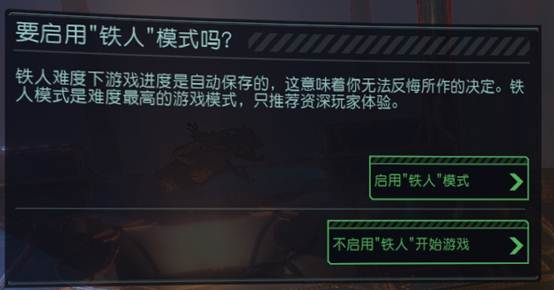 要启用"铁人"模式吗?
铁人难度下游戏进度是自动保存的，这意味着你无法反悔所作的决定。铁
人模式是难度最高的游戏模式，只推荐资深玩家体验。
启用"铁人"模式
不启用"铁人"开始游戏